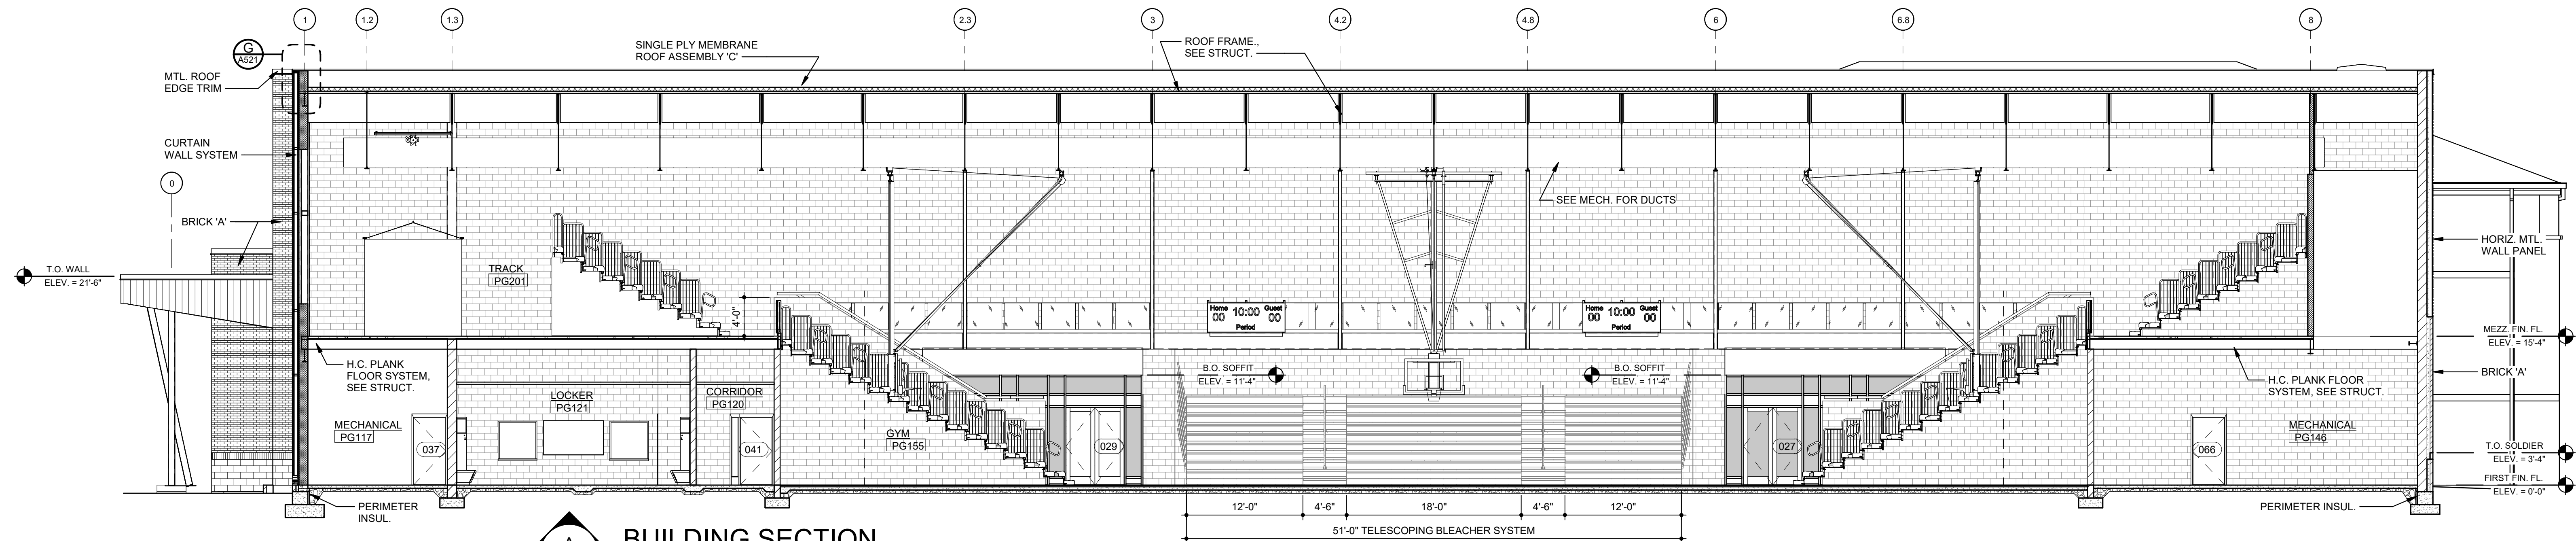 1
1.2
1.3
2.3
3
4.2
4.8
6
6.8
8
G
A521
SINGLE PLY MEMBRANE
ROOF ASSEMBLY 'C'
ROOF FRAME.,
SEE STRUCT.
MTL. ROOF
EDGE TRIM
CURTAIN
WALL SYSTEM
0
BRICK 'A'
SEE MECH. FOR DUCTS
HORIZ. MTL.
WALL PANEL
T.O. WALL
ELEV. = 21'-6"
TRACK
PG201
4'-0"
Home 10:00 Guest
00 00
Period
Home 10:00 Guest
00 00
Period
MEZZ. FIN. FL.
ELEV. = 15'-4"
H.C. PLANK
FLOOR SYSTEM,
SEE STRUCT.
B.O. SOFFIT
ELEV. = 11'-4"
B.O. SOFFIT
ELEV. = 11'-4"
H.C. PLANK FLOOR
SYSTEM, SEE STRUCT.
BRICK 'A'
MECHANICAL
PG117
037
LOCKER
PG121
CORRIDOR
PG120
041
GYM
PG155
029
027
066
MECHANICAL
PG146
T.O. SOLDIER
ELEV. = 3'-4"
FIRST FIN. FL.
ELEV. = 0'-0"
PERIMETER
INSUL.
12'-0"
4'-6"
18'-0"
4'-6"
12'-0"
51'-0" TELESCOPING BLEACHER SYSTEM
PERIMETER INSUL.
A
BUILDING SECTION